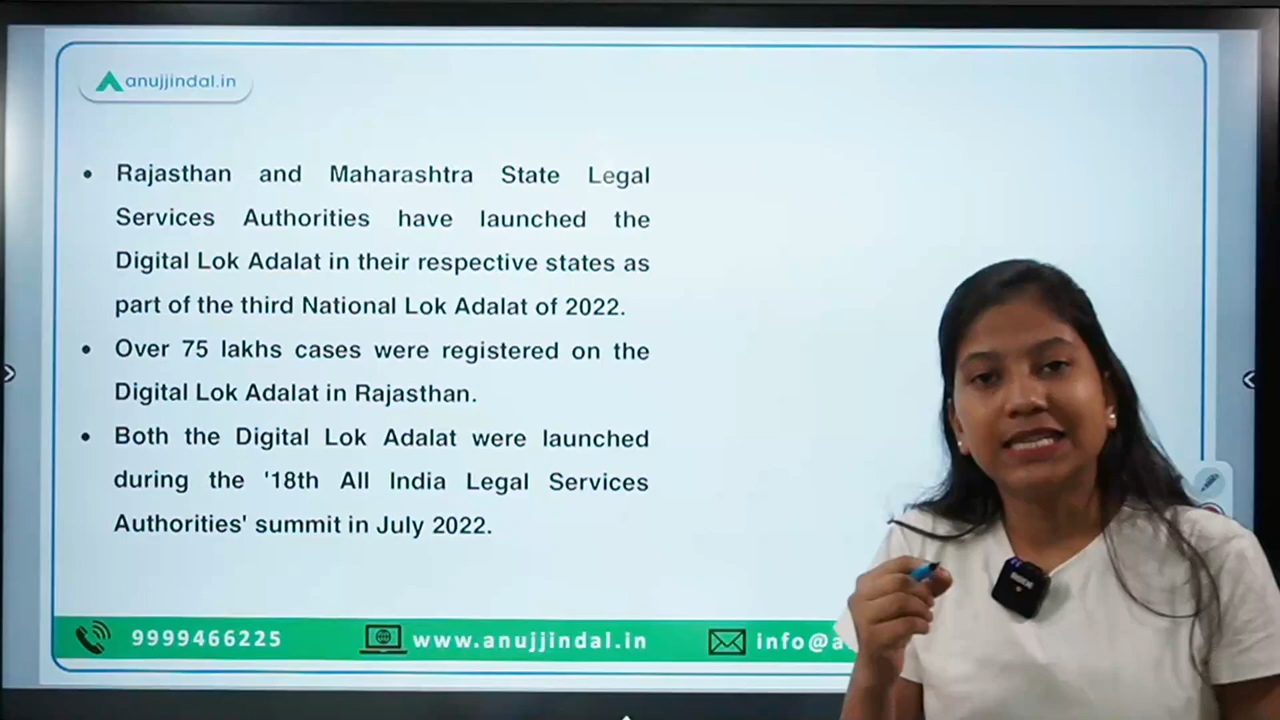 anujjindal.in
• Rajasthan and Maharashtra State Legal
Services Authorities have launched the
Digital Lok Adalat in their respective states as
part of the third National Lok Adalat of 2022.
• Over 75 lakhs cases were registered on the
Digital Lok Adalat in Rajasthan.
• Both the Digital Lok Adalat were launched
during the '18th All India Legal Services
Authorities' summit in July 2022.
9999466225
www.anujjindal.in
info@a